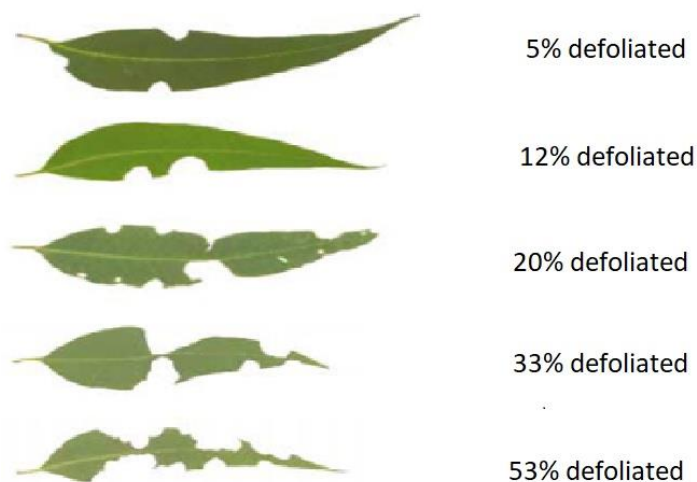 5% defoliated
12% defoliated
20% defoliated
33% defoliated
53% defoliated